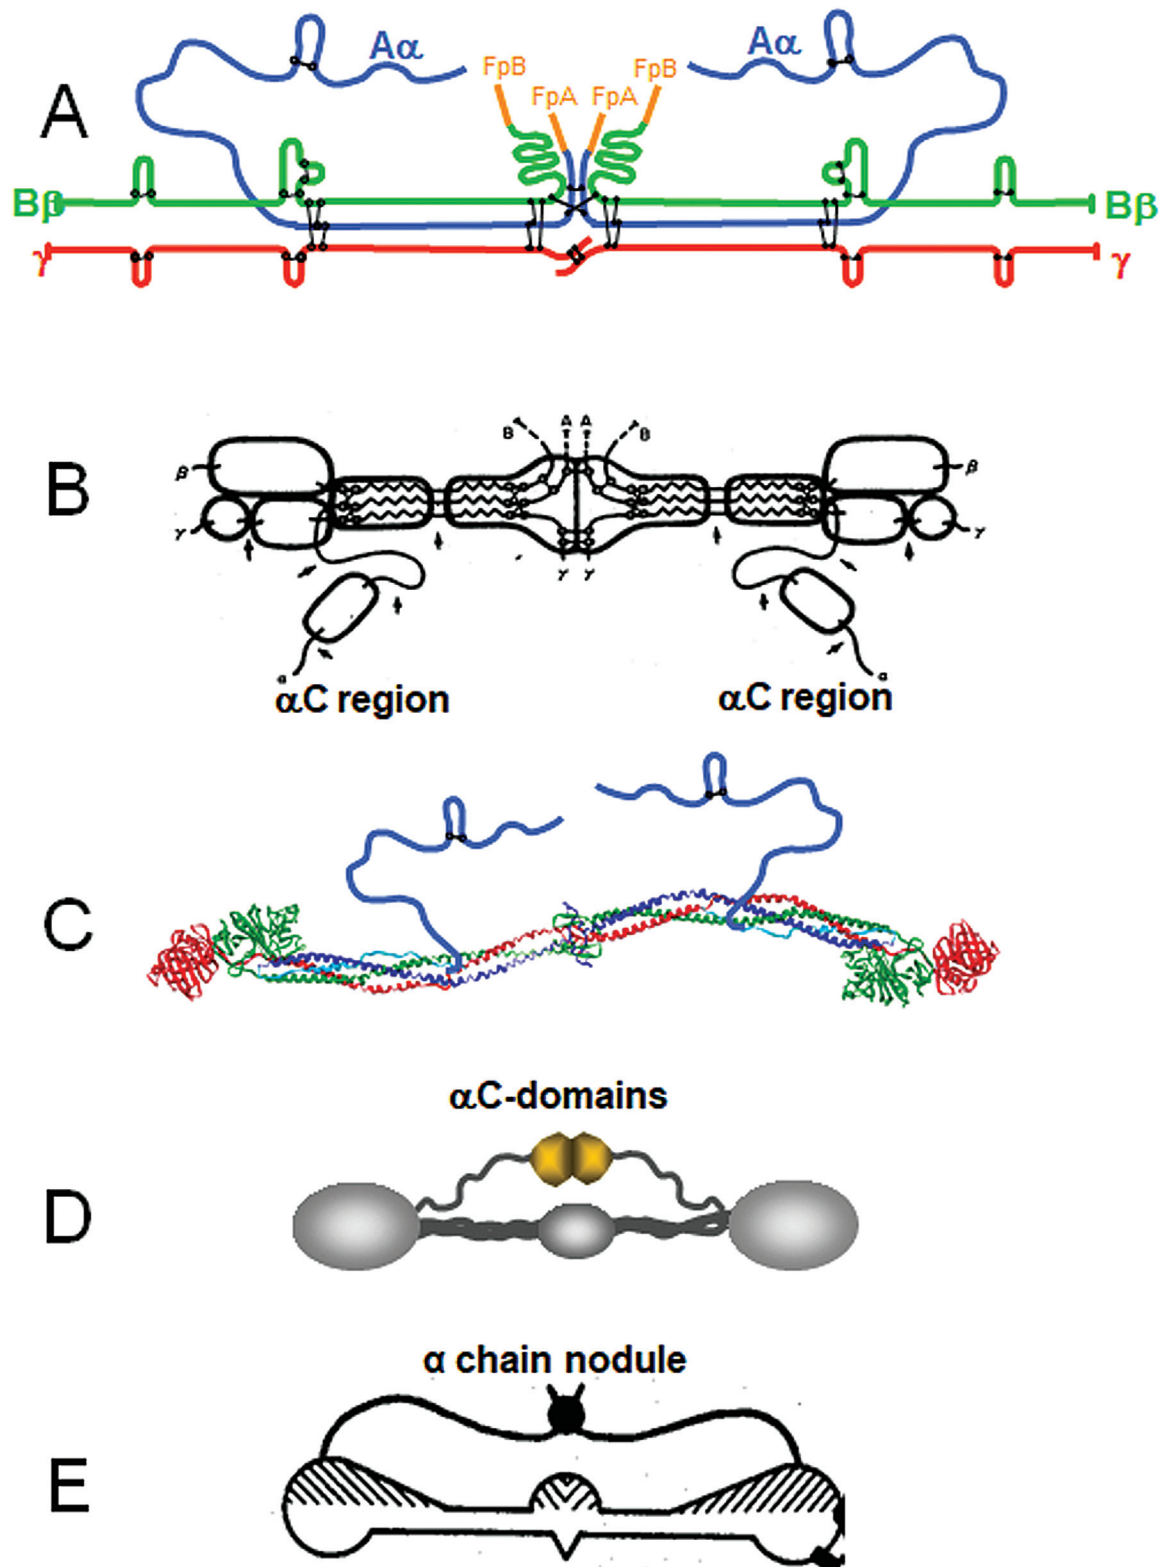 Aα Aα
FpB FpB
FpA FpA
A
Bβ Bβ
γ γ
B
A A
B B
β β
γ γ
γ γ
α α
αC region αC region
C
αC-domains
D
α chain nodule
E